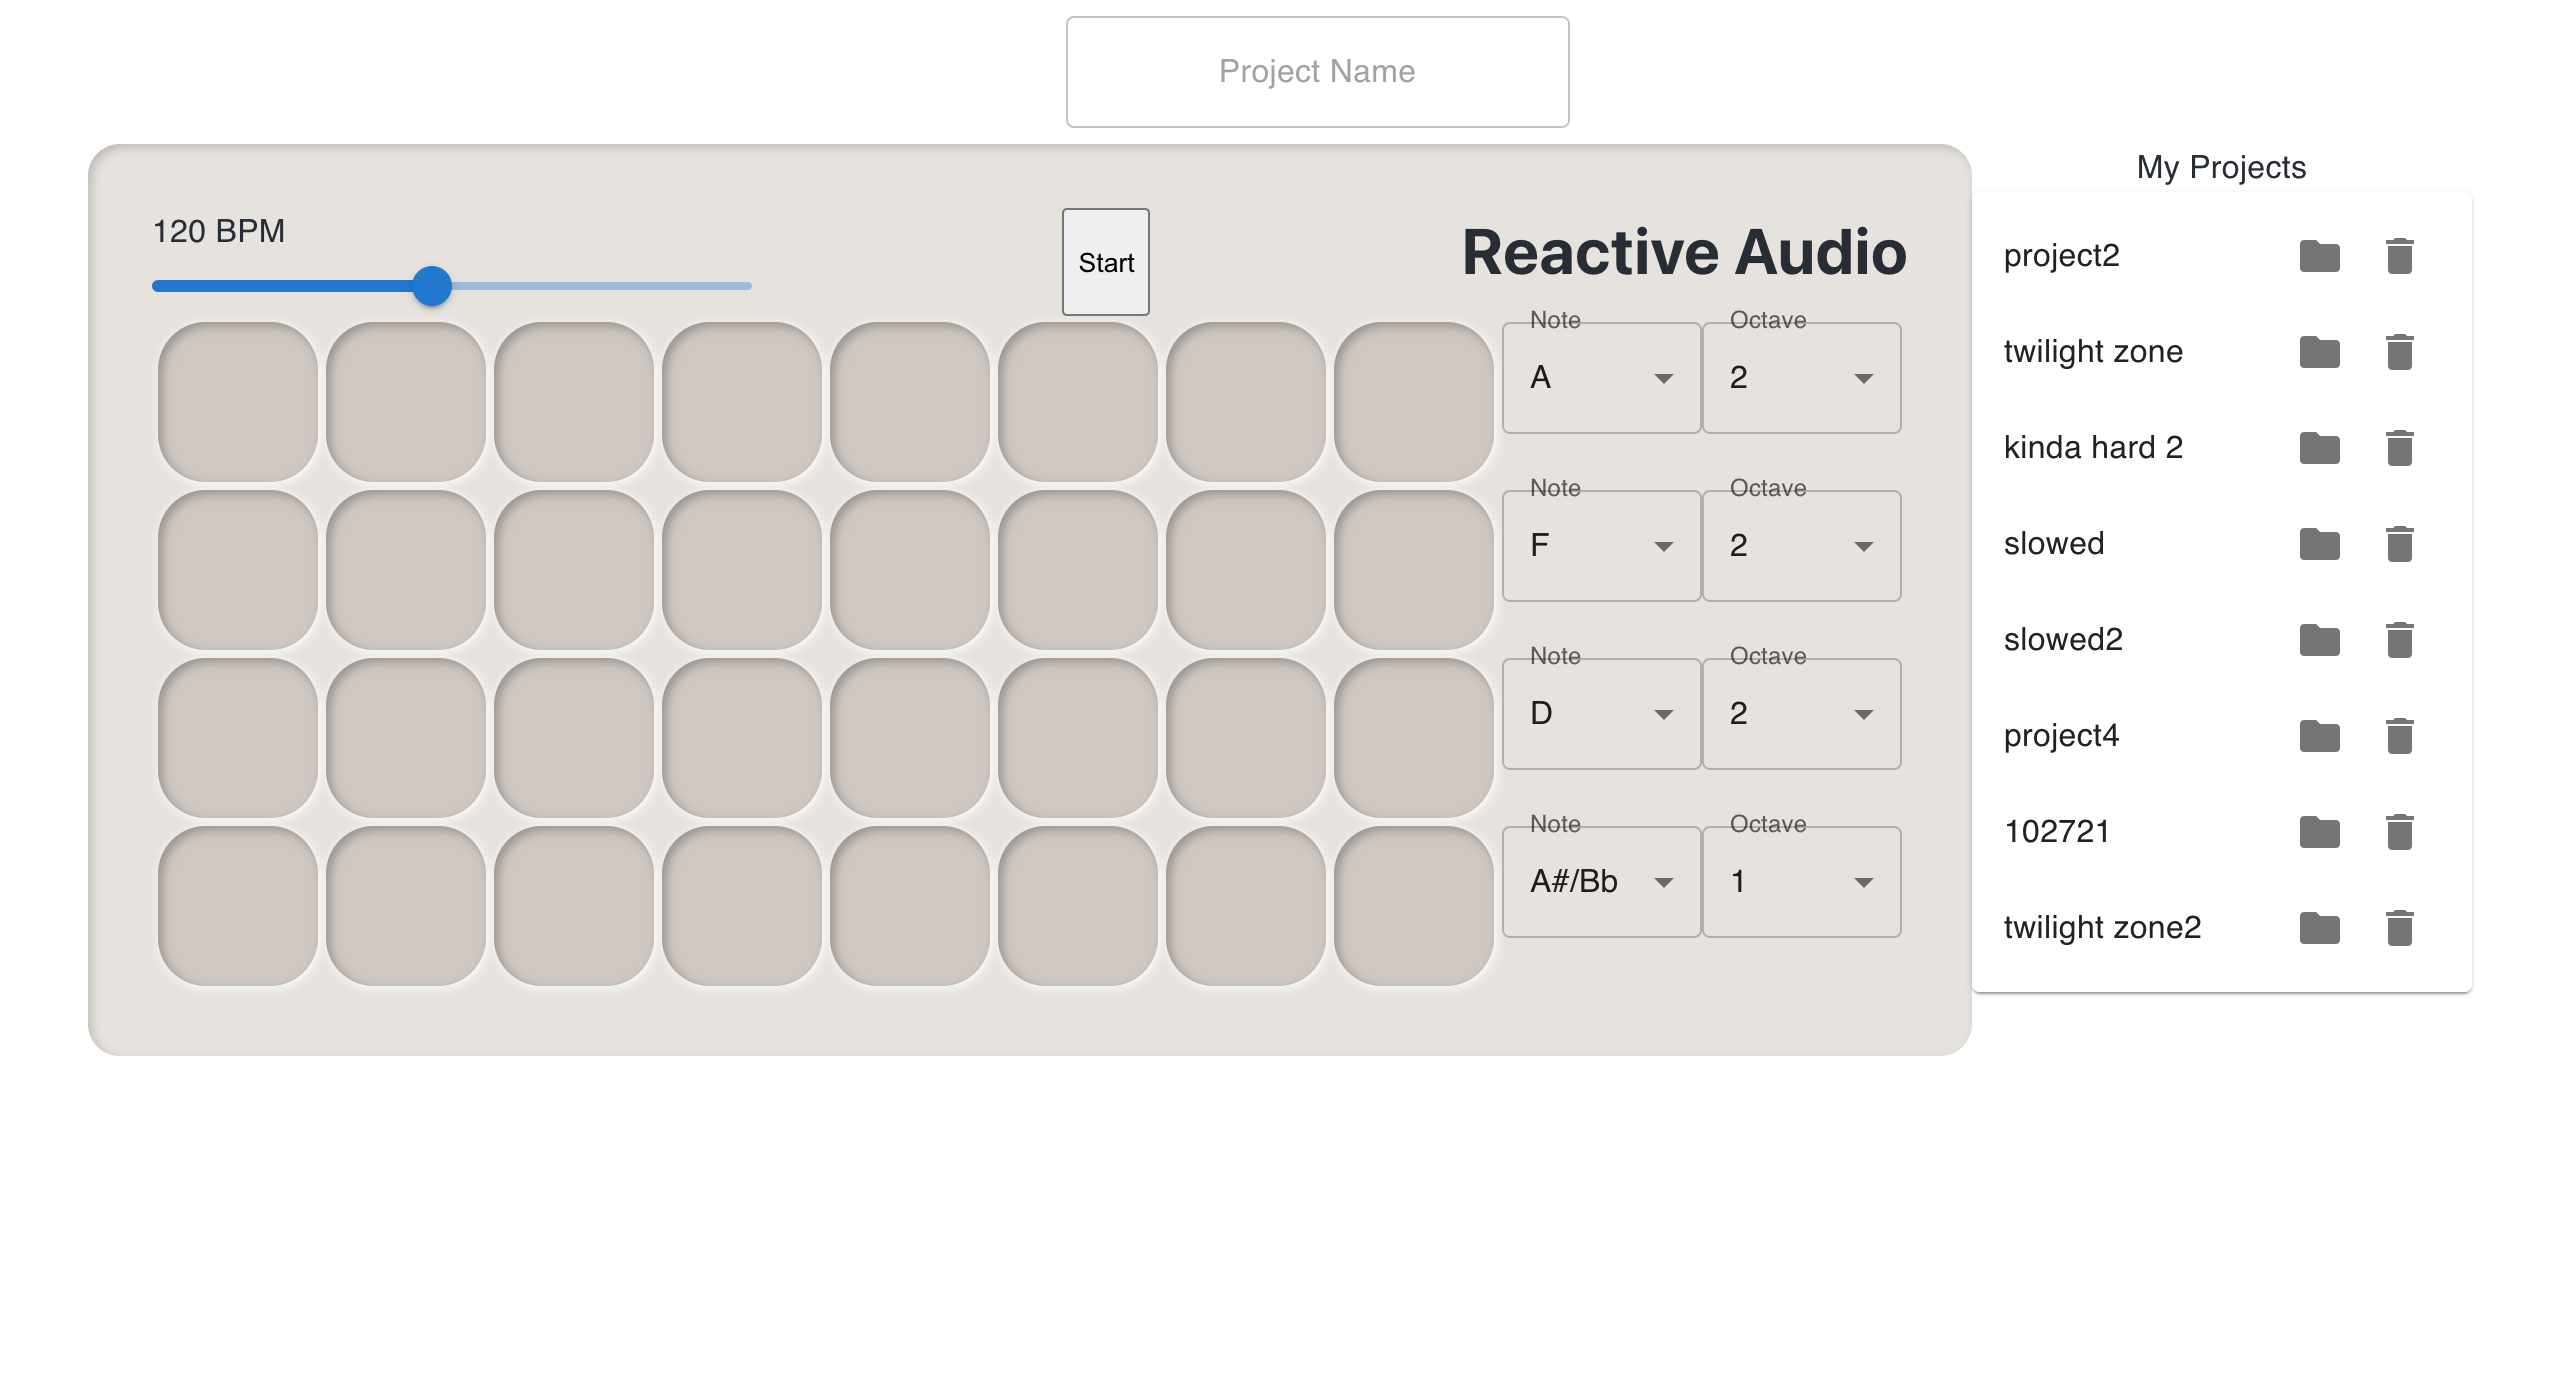 Project Name
120 BPM
Start
Reactive Audio
Note
Octave
A
2
Note
Octave
F
2
Note
Octave
D
2
Note
Octave
A#/Bb
1
My Projects
project2
twilight zone
kinda hard 2
slowed
slowed2
project4
102721
twilight zone2